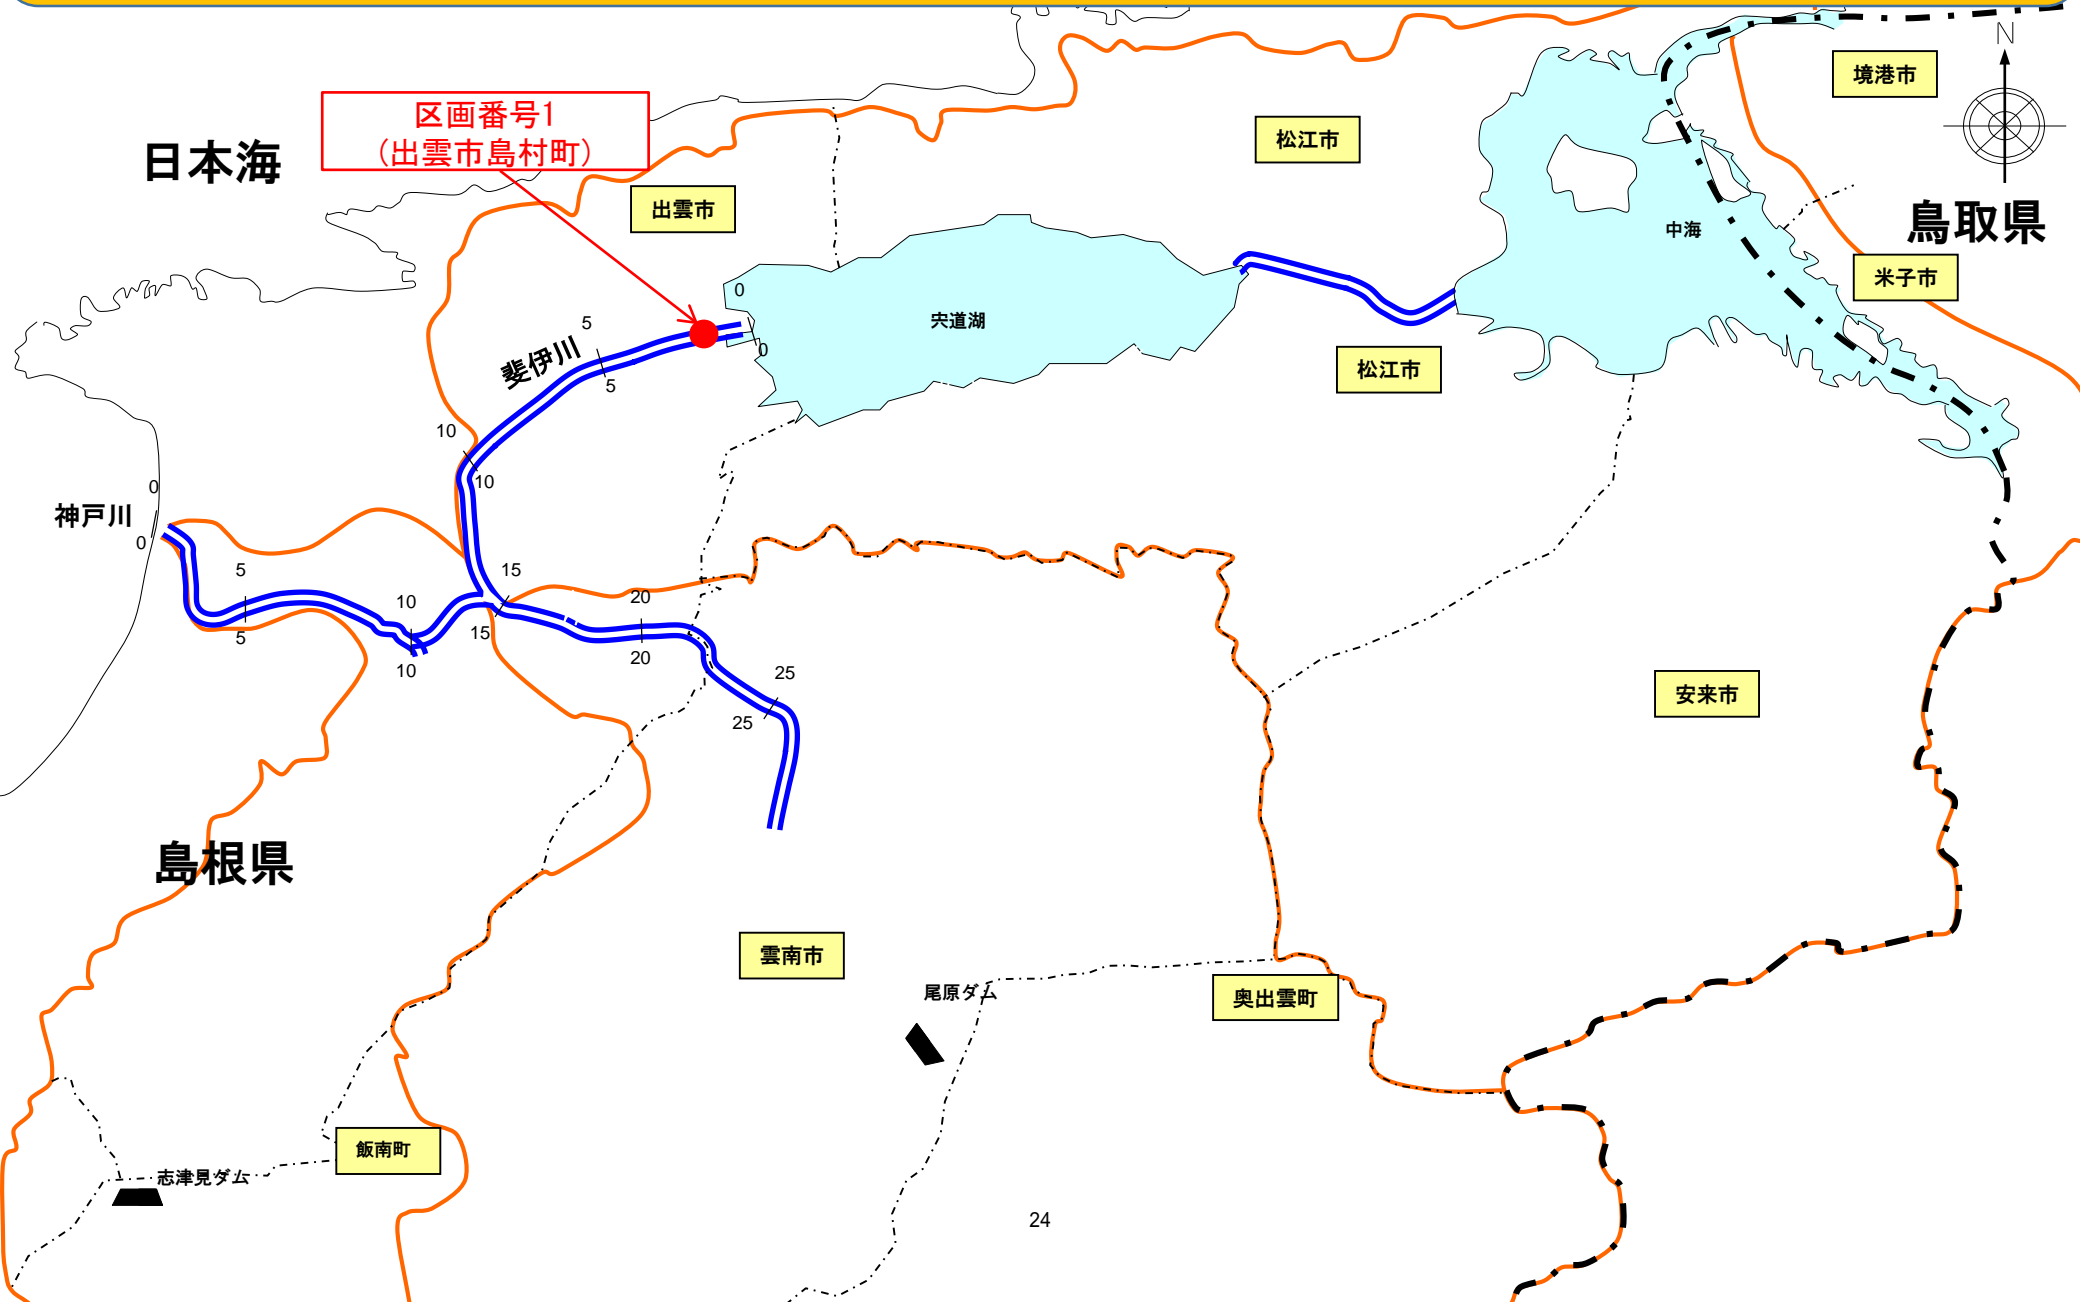 N
境港市
区画番号1
(出雲市島村町)
松江市
日本海
出雲市
鳥取県
中海
米子市
0
宍道湖
5
斐伊川
0
松江市
5
10
10
0
神戸川
0
5
15
10
20
15
5
20
10
25
安来市
25
島根県
雲南市
尾原ダム
奥出雲町
飯南町
志津見ダム
24